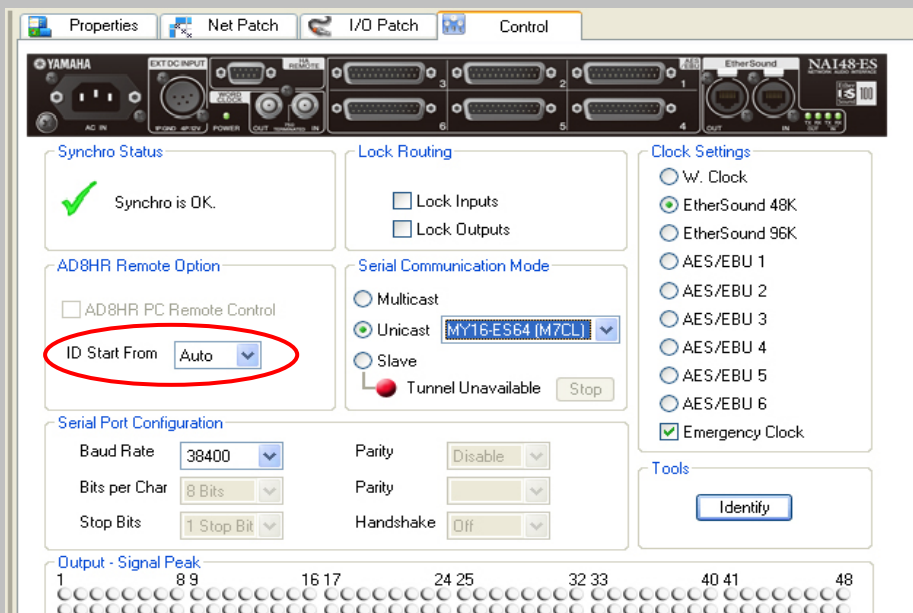 Properties
Net Patch
I/O Patch
Control
YAMAHA
EXT DC INPUT
HA REMOTE
AES/EBU
EtherSound
NAI48-ES
NETWORK AUDIO INTERFACE
WORD CLOCK
3
2
1
100
AC IN
POWER
OUT
IN
6
5
4
OUT
IN
Synchro Status
Synchro is OK.
Lock Routing
Lock Inputs
Lock Outputs
Clock Settings
W. Clock
EtherSound 48K
EtherSound 96K
AES/EBU 1
AES/EBU 2
AES/EBU 3
AES/EBU 4
AES/EBU 5
AES/EBU 6
Emergency Clock
AD8HR Remote Option
AD8HR PC Remote Control
ID Start From Auto
Serial Communication Mode
Multicast
Unicast MY16-ES64 (M7CL)
Slave
Tunnel Unavailable Stop
Serial Port Configuration
Baud Rate 38400 Parity Disable
Bits per Char 8 Bits Parity
Stop Bits 1 Stop Bit Handshake Off
Tools
Identify
Output - Signal Peak
1 8 9 16 17 24 25 32 33 40 41 48